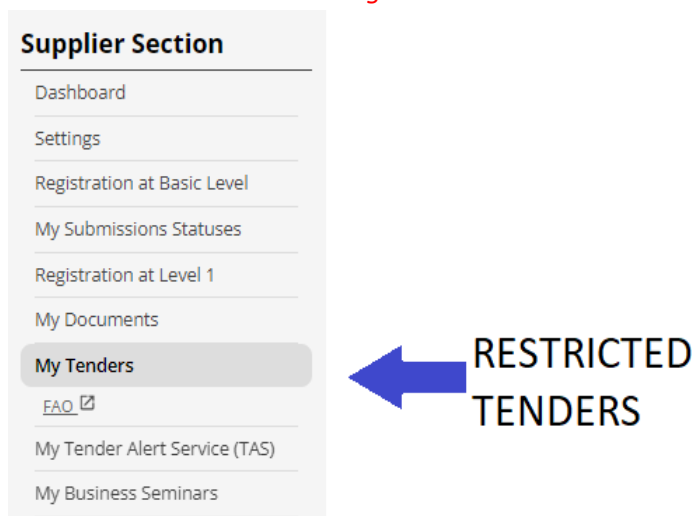 Supplier Section
Dashboard
Settings
Registration at Basic Level
My Submissions Statuses
Registration at Level 1
My Documents
My Tenders
FAO
My Tender Alert Service (TAS)
My Business Seminars
RESTRICTED
TENDERS